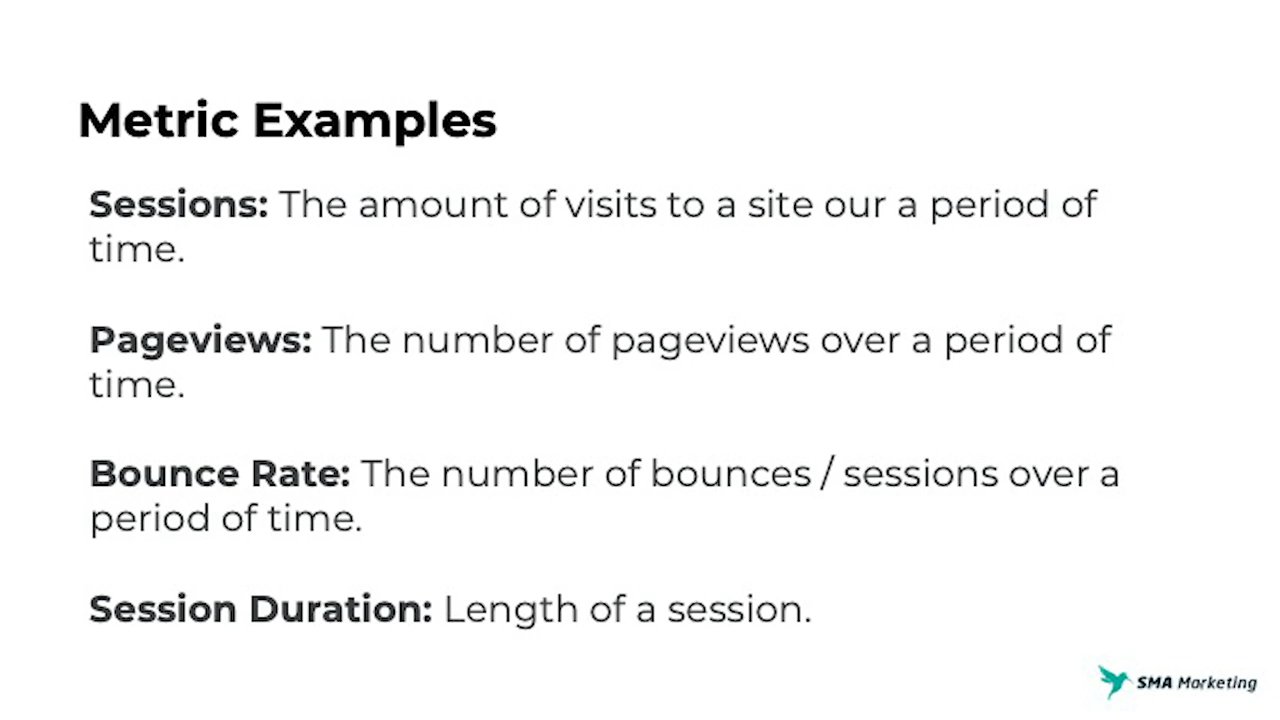 Metric Examples
Sessions: The amount of visits to a site our a period of
time.
Pageviews: The number of pageviews over a period of
time.
Bounce Rate: The number of bounces / sessions over a
period of time.
Session Duration: Length of a session.
SMA Marketing